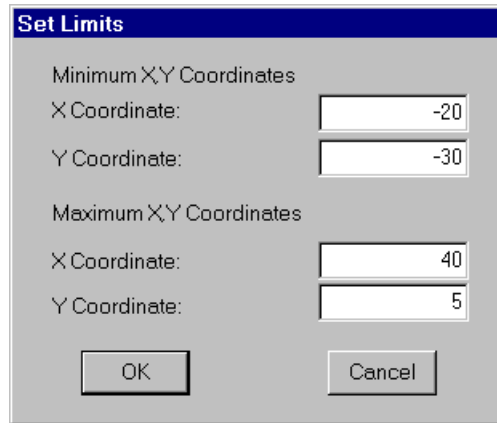 Set Limits
Minimum X,Y Coordinates
X Coordinate: -20
Y Coordinate: -30
Maximum X,Y Coordinates
X Coordinate: 40
Y Coordinate: 5
OK Cancel